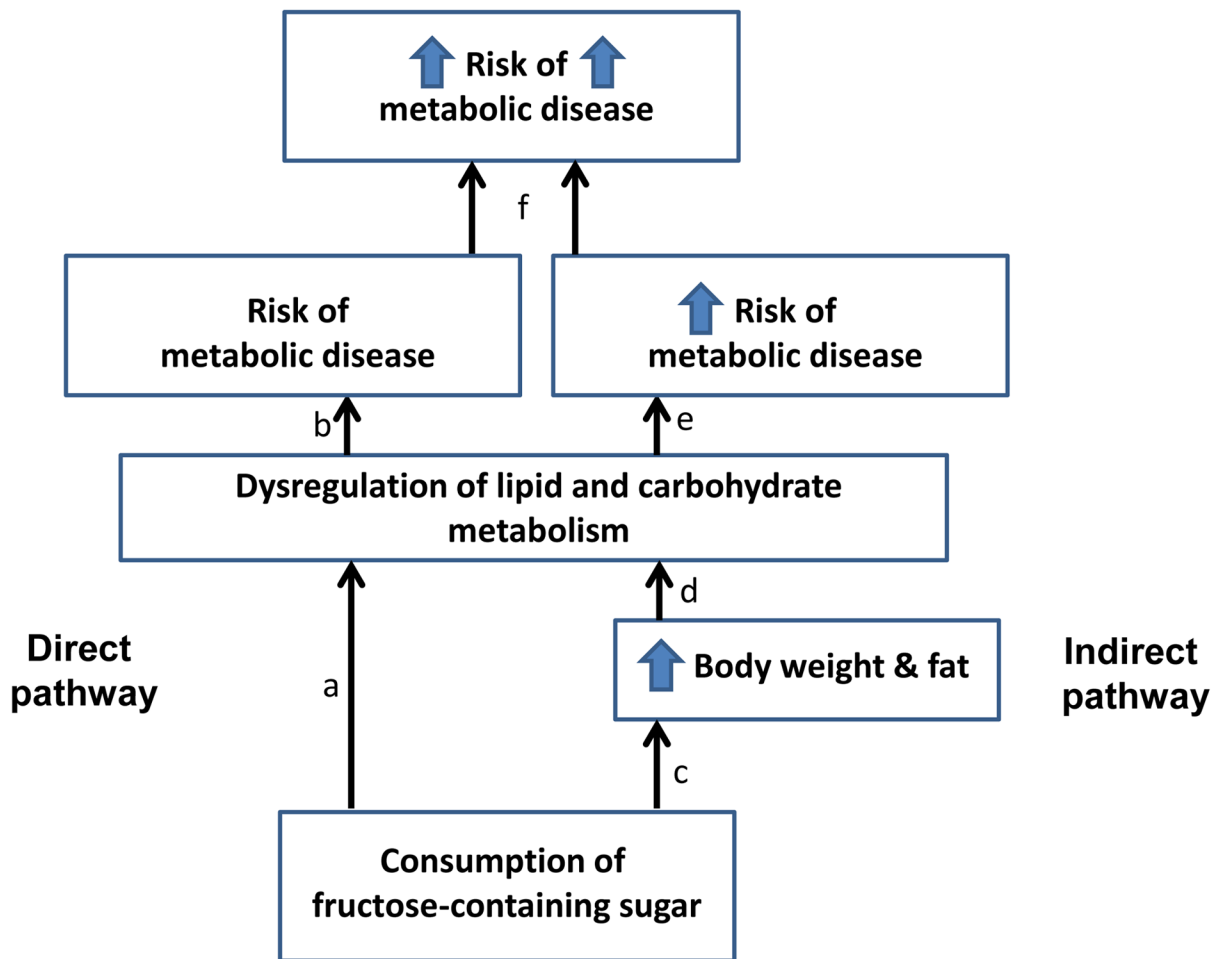 Risk of
metabolic disease
f
Risk of
metabolic disease
Risk of
metabolic disease
b
e
Dysregulation of lipid and carbohydrate
metabolism
d
Direct
pathway
a
Body weight & fat
Indirect
pathway
c
Consumption of
fructose-containing sugar